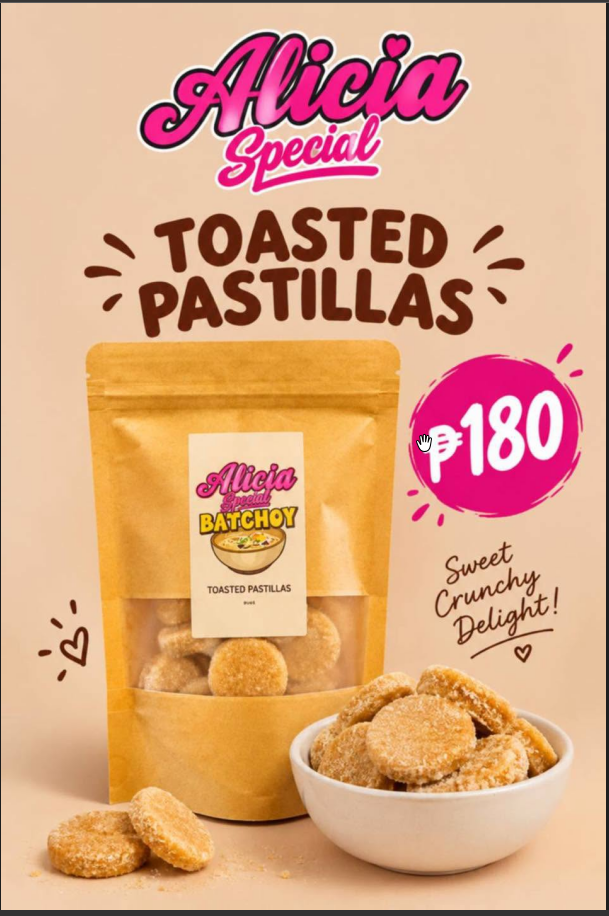 Alicia
Special
TOASTED
PASTILLAS
₱180
Alicia
Special
BATCHOY
TOASTED PASTILLAS
Sweet
Crunchy
Delight!